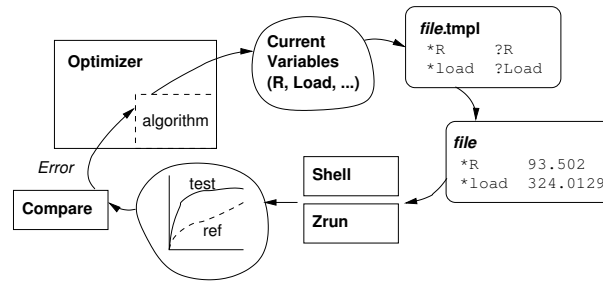 Optimizer
algorithm
Current
Variables
(R, Load, ...)
file.tmpl
*R ?R
*load ?Load
file
*R 93.502
*load 324.0129
Shell
Zrun
test
ref
Compare
Error